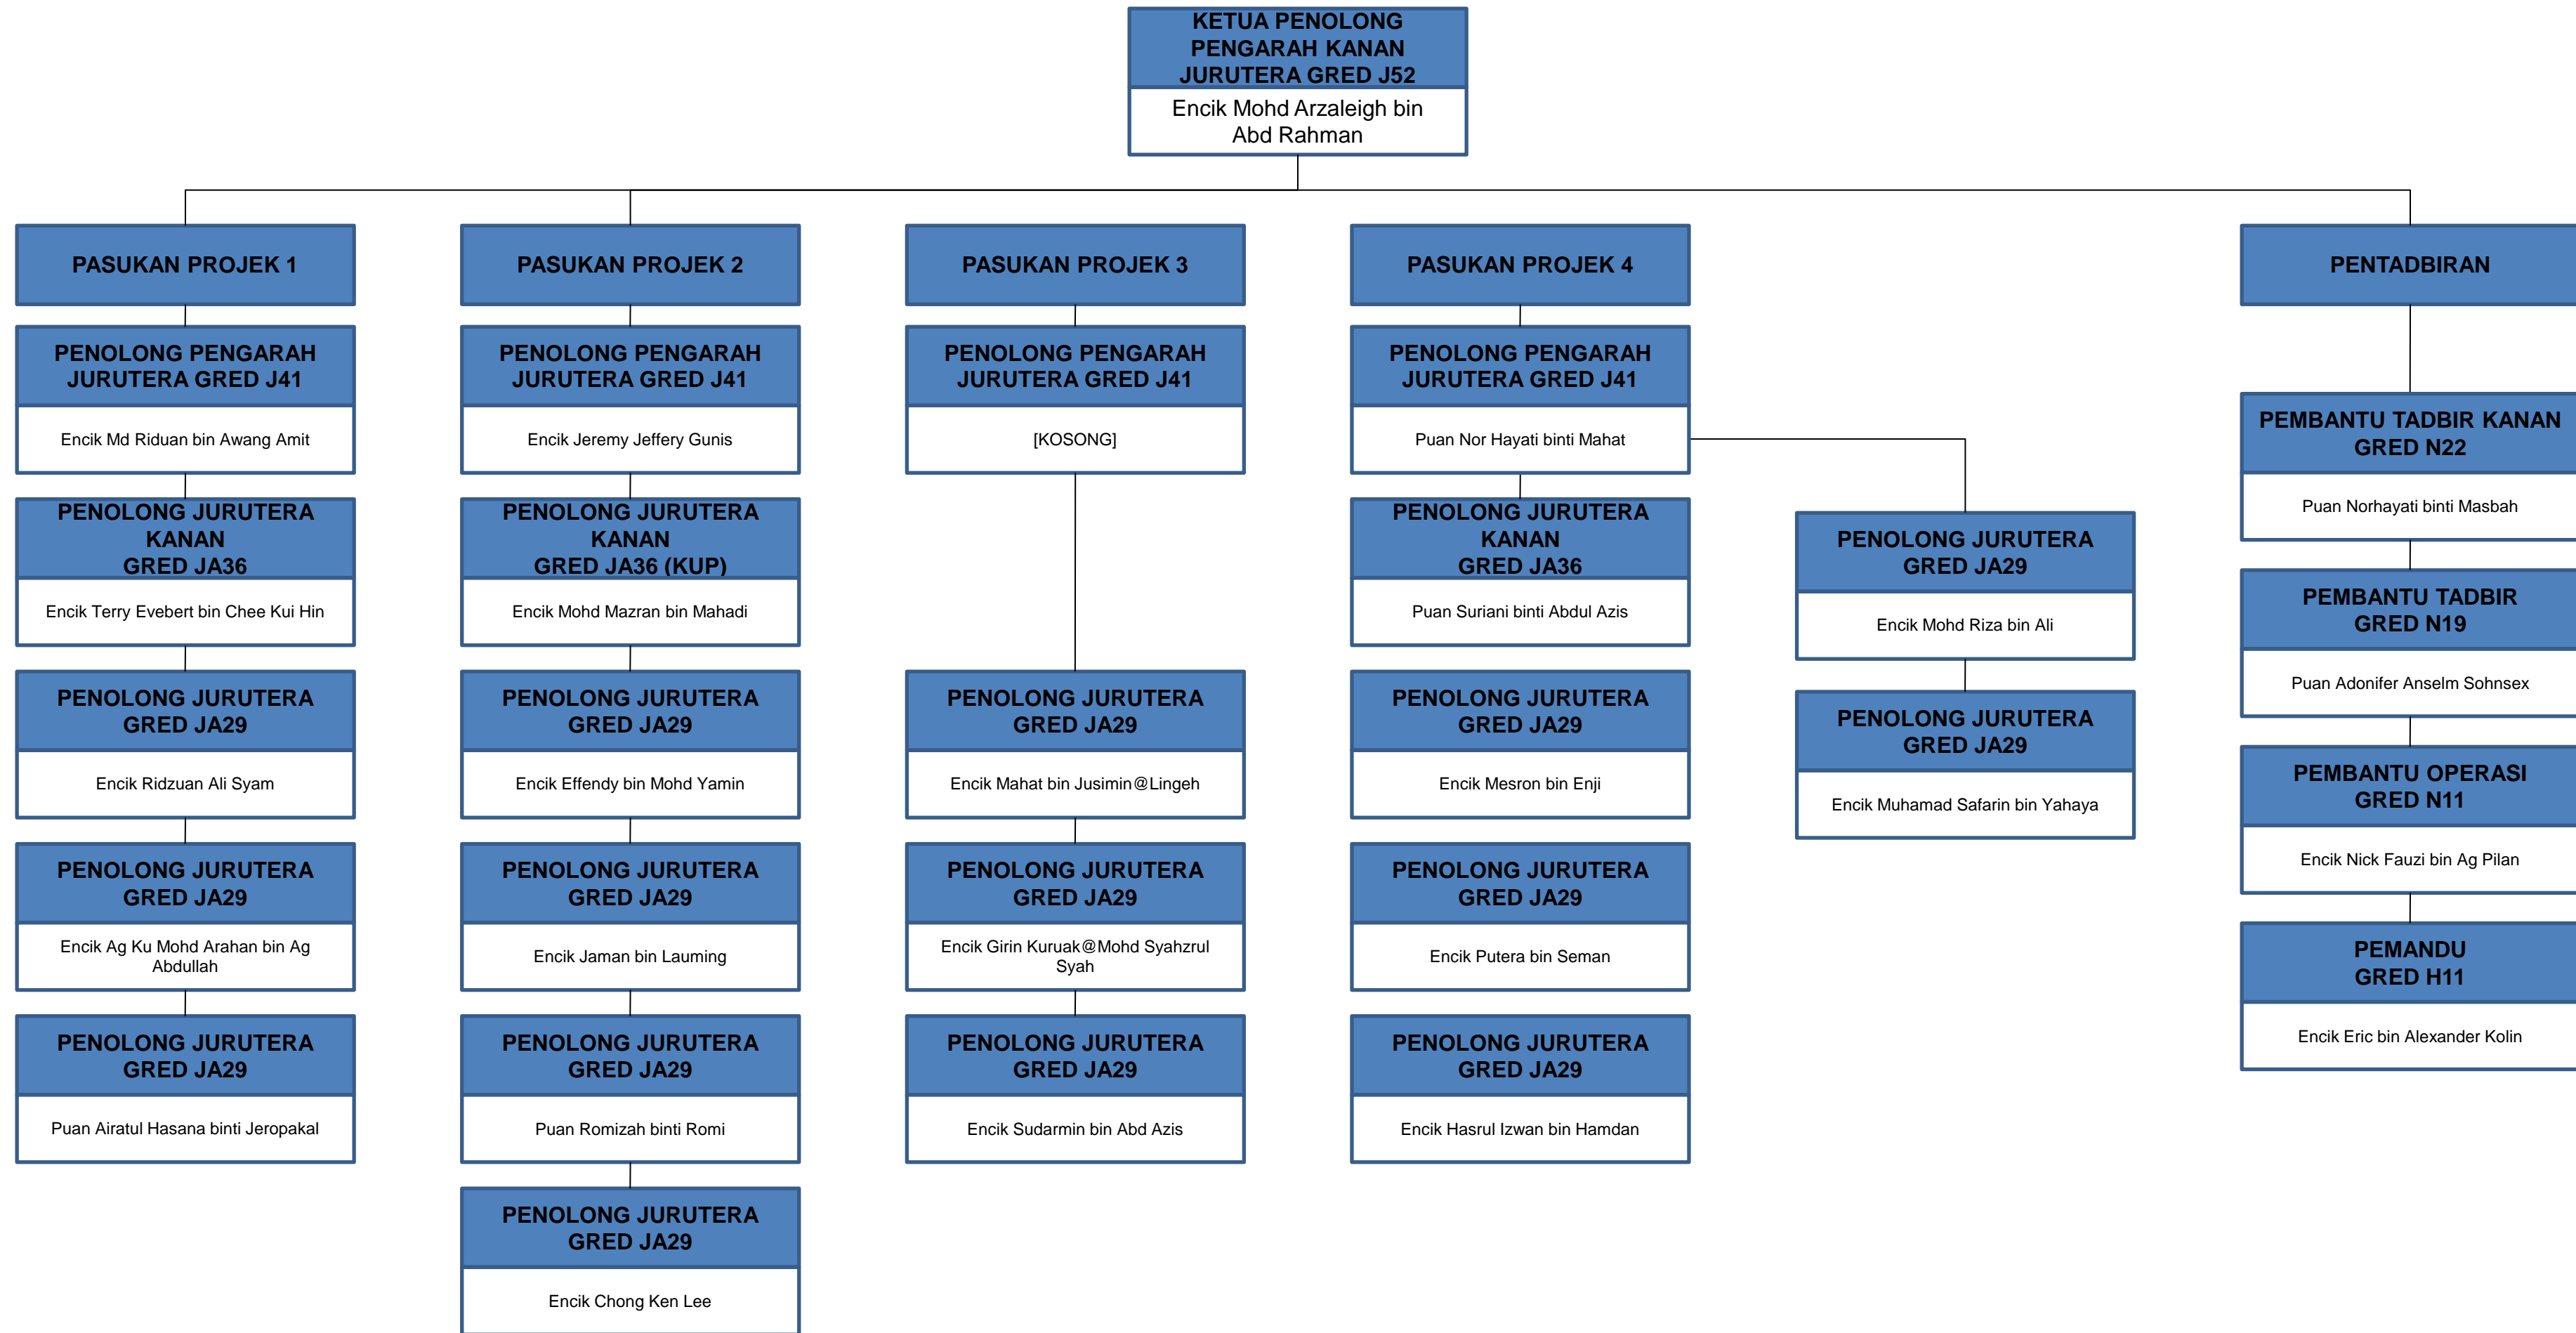 KETUA PENOLONG
PENGARAH KANAN
JURUTERA GRED J52
Encik Mohd Arzaleigh bin
Abd Rahman
PASUKAN PROJEK 1
PENOLONG PENGARAH
JURUTERA GRED J41
Encik Md Riduan bin Awang Amit
PENOLONG JURUTERA
KANAN
GRED JA36
Encik Terry Evebert bin Chee Kui Hin
PENOLONG JURUTERA
GRED JA29
Encik Ridzuan Ali Syam
PENOLONG JURUTERA
GRED JA29
Encik Ag Ku Mohd Arahan bin Ag
Abdullah
PENOLONG JURUTERA
GRED JA29
Puan Airatul Hasana binti Jeropakal
PASUKAN PROJEK 2
PENOLONG PENGARAH
JURUTERA GRED J41
Encik Jeremy Jeffery Gunis
PENOLONG JURUTERA
KANAN
GRED JA36 (KUP)
Encik Mohd Mazran bin Mahadi
PENOLONG JURUTERA
GRED JA29
Encik Effendy bin Mohd Yamin
PENOLONG JURUTERA
GRED JA29
Encik Jaman bin Lauming
PENOLONG JURUTERA
GRED JA29
Puan Romizah binti Romi
PENOLONG JURUTERA
GRED JA29
Encik Chong Ken Lee
PASUKAN PROJEK 3
PENOLONG PENGARAH
JURUTERA GRED J41
[KOSONG]
PENOLONG JURUTERA
GRED JA29
Encik Mahat bin Jusimin@Lingeh
PENOLONG JURUTERA
GRED JA29
Encik Girin Kuruak@Mohd Syahzrul
Syah
PENOLONG JURUTERA
GRED JA29
Encik Sudarmin bin Abd Azis
PASUKAN PROJEK 4
PENOLONG PENGARAH
JURUTERA GRED J41
Puan Nor Hayati binti Mahat
PENOLONG JURUTERA
KANAN
GRED JA36
Puan Suriani binti Abdul Azis
PENOLONG JURUTERA
GRED JA29
Encik Mesron bin Enji
PENOLONG JURUTERA
GRED JA29
Encik Putera bin Seman
PENOLONG JURUTERA
GRED JA29
Encik Hasrul Izwan bin Hamdan
PENOLONG JURUTERA
GRED JA29
Encik Mohd Riza bin Ali
PENOLONG JURUTERA
GRED JA29
Encik Muhamad Safarin bin Yahaya
PENTADBIRAN
PEMBANTU TADBIR KANAN
GRED N22
Puan Norhayati binti Masbah
PEMBANTU TADBIR
GRED N19
Puan Adonifer Anselm Sohnsex
PEMBANTU OPERASI
GRED N11
Encik Nick Fauzi bin Ag Pilan
PEMANDU
GRED H11
Encik Eric bin Alexander Kolin